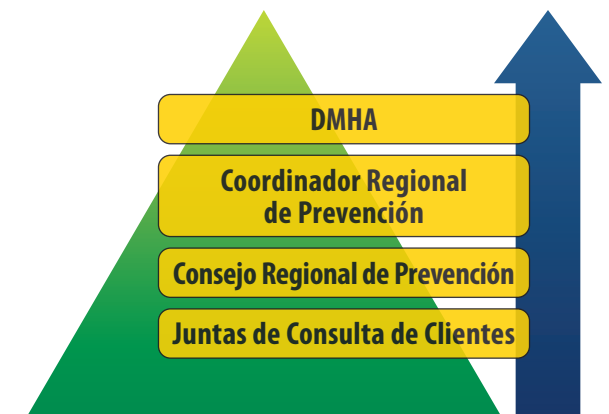 DMHA
Coordinador Regional
de Prevención
Consejo Regional de Prevención
Juntas de Consulta de Clientes